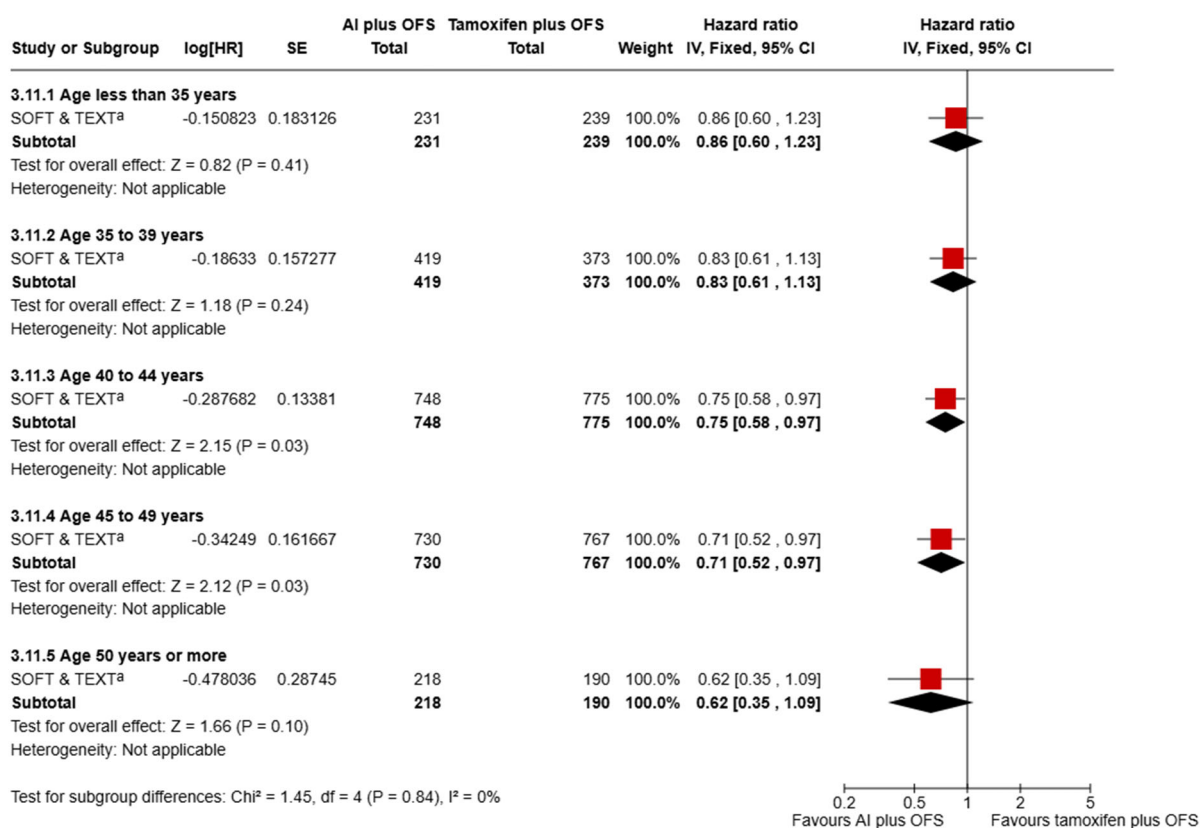 AI plus OFS Tamoxifen plus OFS Hazard ratio Hazard ratio
Study or Subgroup log[HR] SE Total Total Weight IV, Fixed, 95% CI IV, Fixed, 95% CI
3.11.1 Age less than 35 years
SOFT & TEXTᵃ -0.150823 0.183126 231 239 100.0% 0.86 [0.60 , 1.23]
Subtotal 231 239 100.0% 0.86 [0.60 , 1.23]
Test for overall effect: Z = 0.82 (P = 0.41)
Heterogeneity: Not applicable
3.11.2 Age 35 to 39 years
SOFT & TEXTᵃ -0.18633 0.157277 419 373 100.0% 0.83 [0.61 , 1.13]
Subtotal 419 373 100.0% 0.83 [0.61 , 1.13]
Test for overall effect: Z = 1.18 (P = 0.24)
Heterogeneity: Not applicable
3.11.3 Age 40 to 44 years
SOFT & TEXTᵃ -0.287682 0.13381 748 775 100.0% 0.75 [0.58 , 0.97]
Subtotal 748 775 100.0% 0.75 [0.58 , 0.97]
Test for overall effect: Z = 2.15 (P = 0.03)
Heterogeneity: Not applicable
3.11.4 Age 45 to 49 years
SOFT & TEXTᵃ -0.34249 0.161667 730 767 100.0% 0.71 [0.52 , 0.97]
Subtotal 730 767 100.0% 0.71 [0.52 , 0.97]
Test for overall effect: Z = 2.12 (P = 0.03)
Heterogeneity: Not applicable
3.11.5 Age 50 years or more
SOFT & TEXTᵃ -0.478036 0.28745 218 190 100.0% 0.62 [0.35 , 1.09]
Subtotal 218 190 100.0% 0.62 [0.35 , 1.09]
Test for overall effect: Z = 1.66 (P = 0.10)
Heterogeneity: Not applicable
Test for subgroup differences: Chi² = 1.45, df = 4 (P = 0.84), I² = 0%
0.2 0.5 1 2 5
Favours AI plus OFS Favours tamoxifen plus OFS